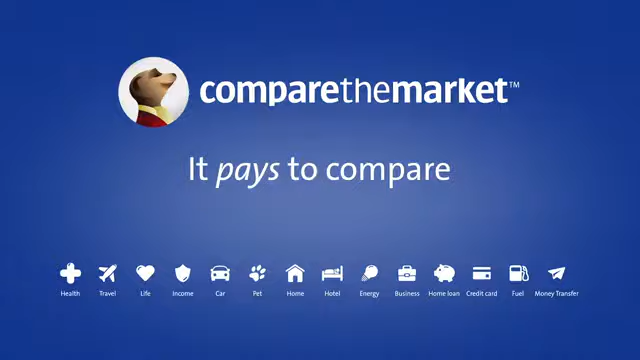 comparethemarket™
It pays to compare
Health Travel Life Income Car Pet Home Hotel Energy Business Home loan Credit card Fuel Money Transfer